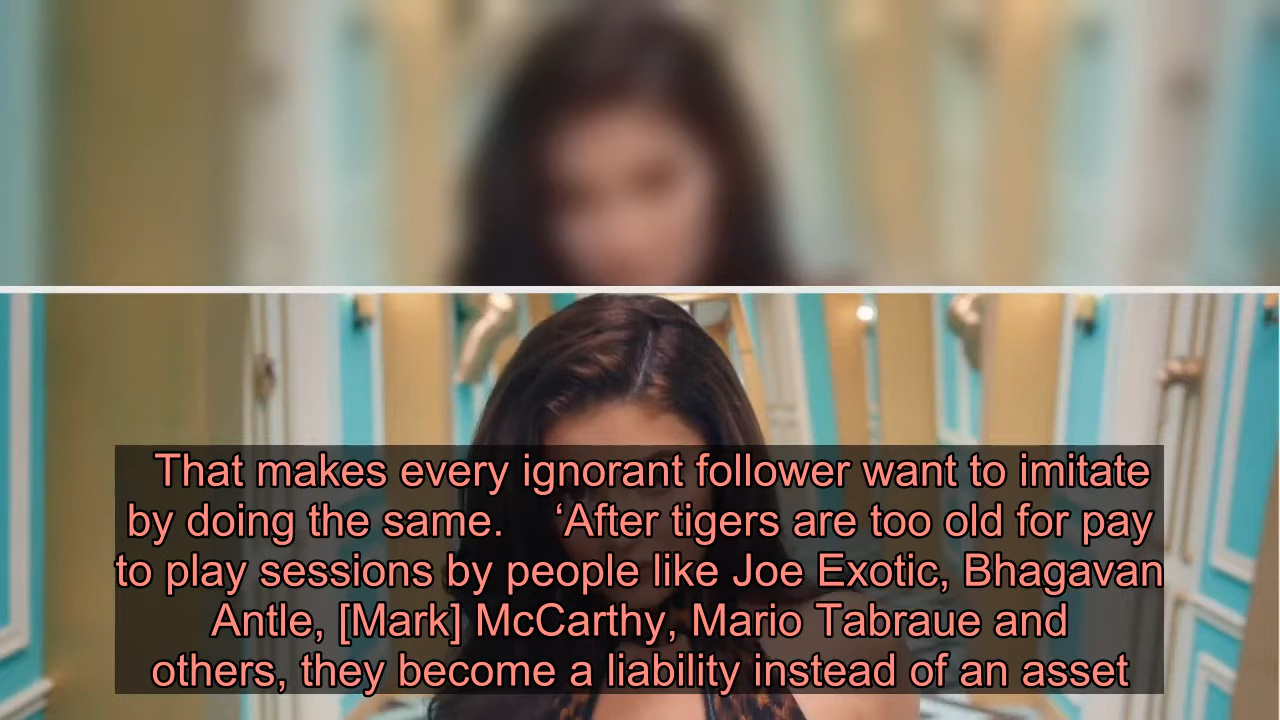 That makes every ignorant follower want to imitate
by doing the same. ‘After tigers are too old for pay
to play sessions by people like Joe Exotic, Bhagavan
Antle, [Mark] McCarthy, Mario Tabraue and
others, they become a liability instead of an asset